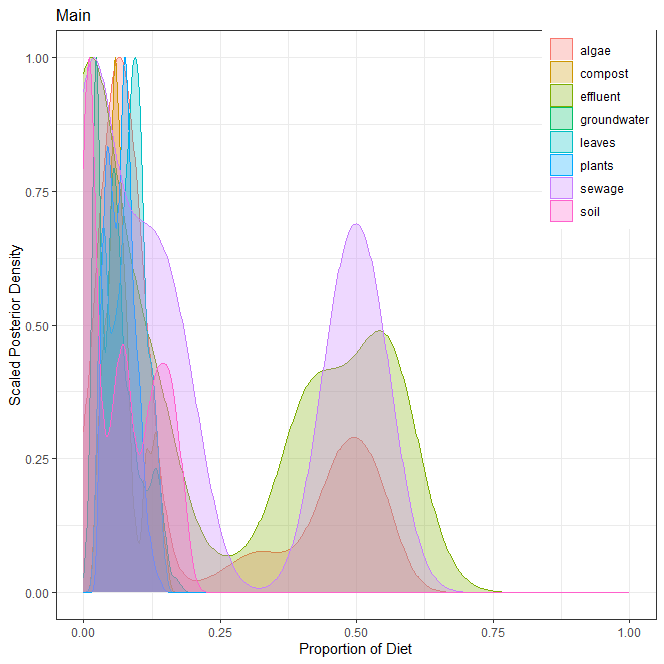 Main
1.00
0.75
0.50
0.25
0.00
Scaled Posterior Density
algae
compost
effluent
groundwater
leaves
plants
sewage
soil
0.00 0.25 0.50 0.75 1.00
Proportion of Diet